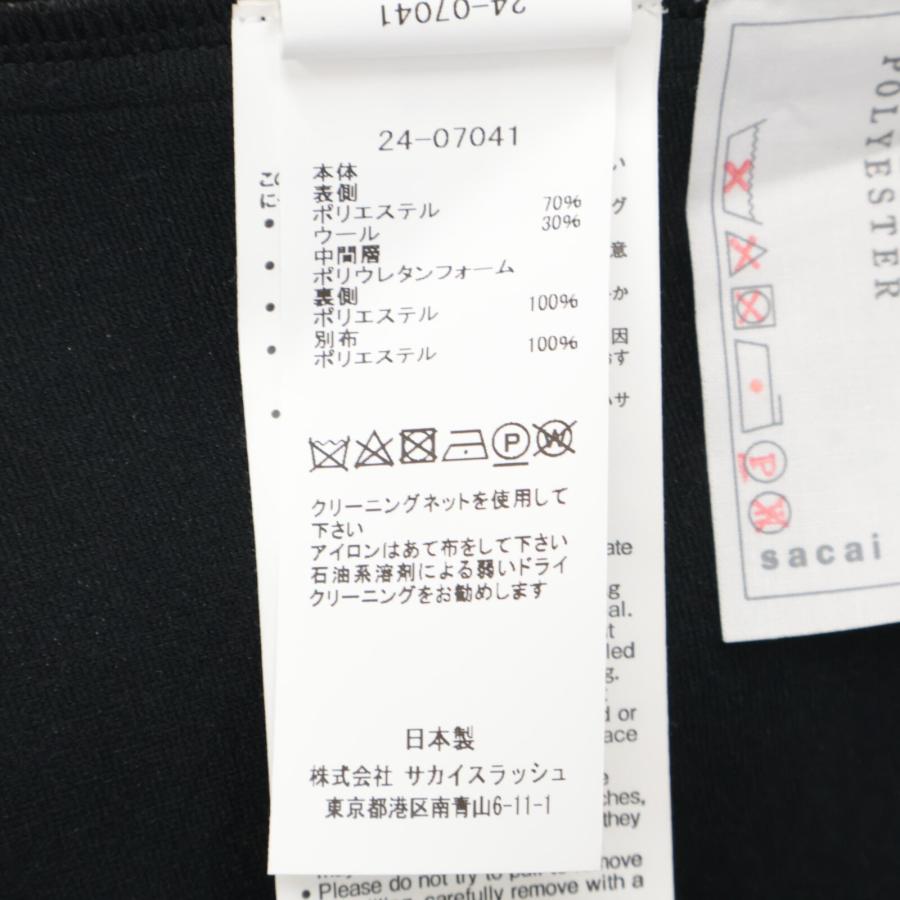 24-07041
24-07041
本体
表側
ポリエステル 70%
ウール 30%
中間層
ポリウレタンフォーム
裏側
ポリエステル 100%
別布
ポリエステル 100%
P W
クリーニングネットを使用して
下さい
アイロンはあて布をして下さい
石油系溶剤による弱いドライ
クリーニングをお勧めします
日本製
株式会社 サカイスラッシュ
東京都港区南青山6-11-1
POLYESTER
P
sacai
or
they
Please do not try to
carefully remove with a